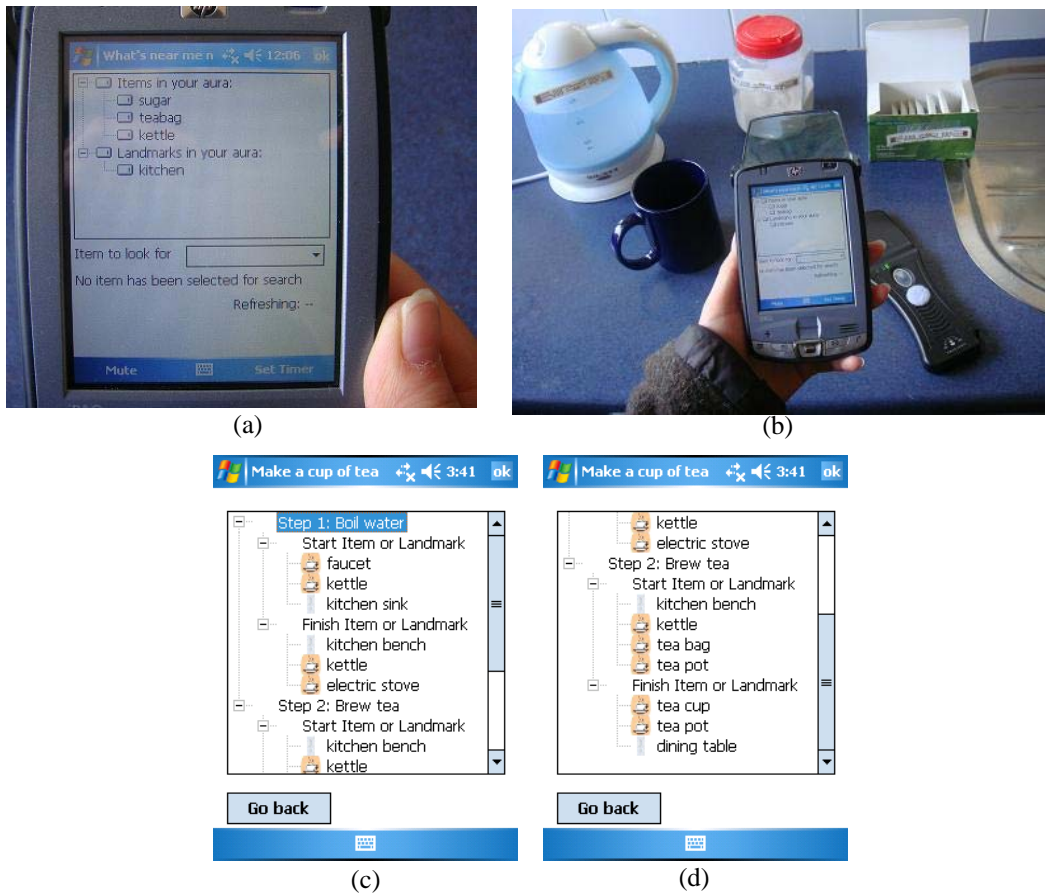 What's near me n 12:06 ok
Items in your aura:
sugar
teabag
kettle
Landmarks in your aura:
kitchen
Item to look for
No item has been selected for search
Refreshing: --
Mute Set Timer
(a)
hp
(b)
Make a cup of tea 3:41 ok
Step 1: Boil water
Start Item or Landmark
faucet
kettle
kitchen sink
Finish Item or Landmark
kitchen bench
kettle
electric stove
Step 2: Brew tea
Start Item or Landmark
kitchen bench
kettle
Go back
(c)
Make a cup of tea 3:41 ok
kettle
electric stove
Step 2: Brew tea
Start Item or Landmark
kitchen bench
kettle
tea bag
tea pot
Finish Item or Landmark
tea cup
tea pot
dining table
Go back
(d)